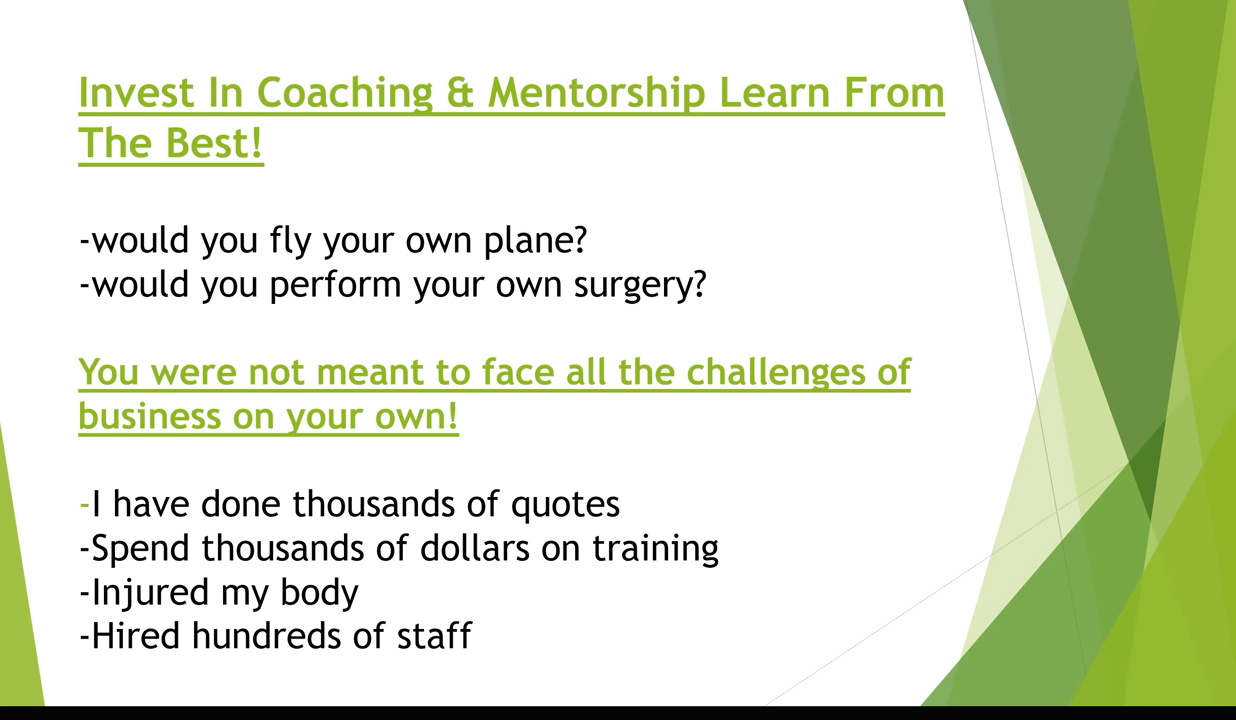 Invest In Coaching & Mentorship Learn From
The Best!
-would you fly your own plane?
-would you perform your own surgery?
You were not meant to face all the challenges of
business on your own!
-I have done thousands of quotes
-Spend thousands of dollars on training
-Injured my body
-Hired hundreds of staff